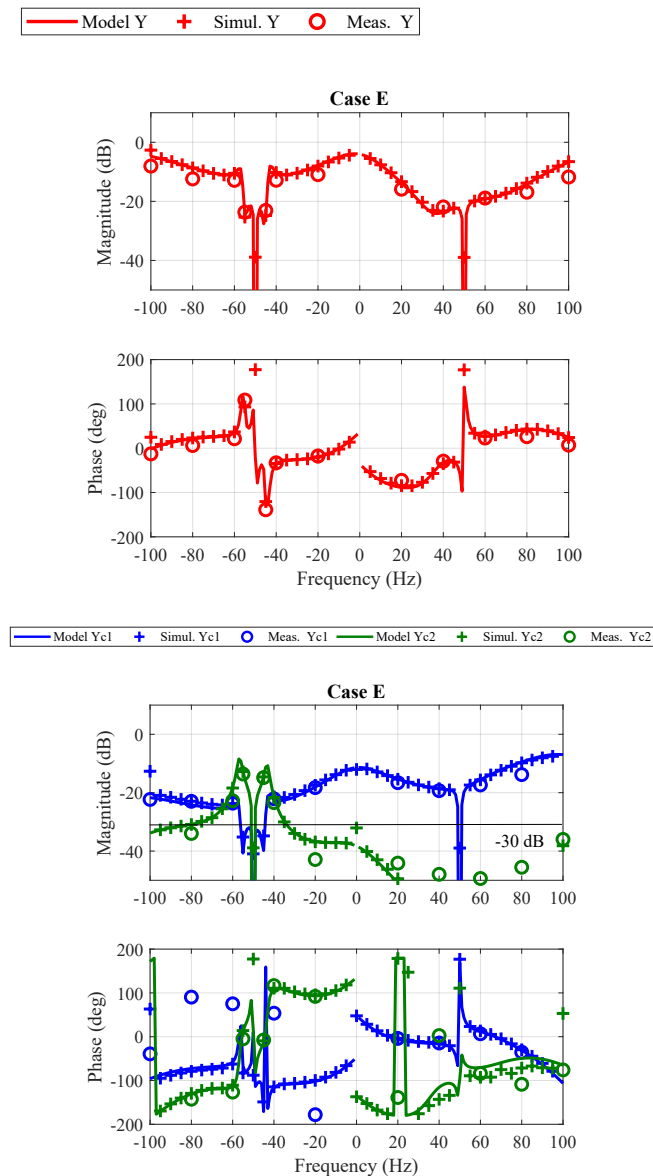 Model Y Simul. Y Meas. Y
Case E
Magnitude (dB)
0
-20
-40
-100 -80 -60 -40 -20 0 20 40 60 80 100
Phase (deg)
200
100
0
-100
-200
-100 -80 -60 -40 -20 0 20 40 60 80 100
Frequency (Hz)
Model Yc1 Simul. Yc1 Meas. Yc1 Model Yc2 Simul. Yc2 Meas. Yc2
Case E
Magnitude (dB)
0
-20
-40
-30 dB
-100 -80 -60 -40 -20 0 20 40 60 80 100
Phase (deg)
200
100
0
-100
-200
-100 -80 -60 -40 -20 0 20 40 60 80 100
Frequency (Hz)